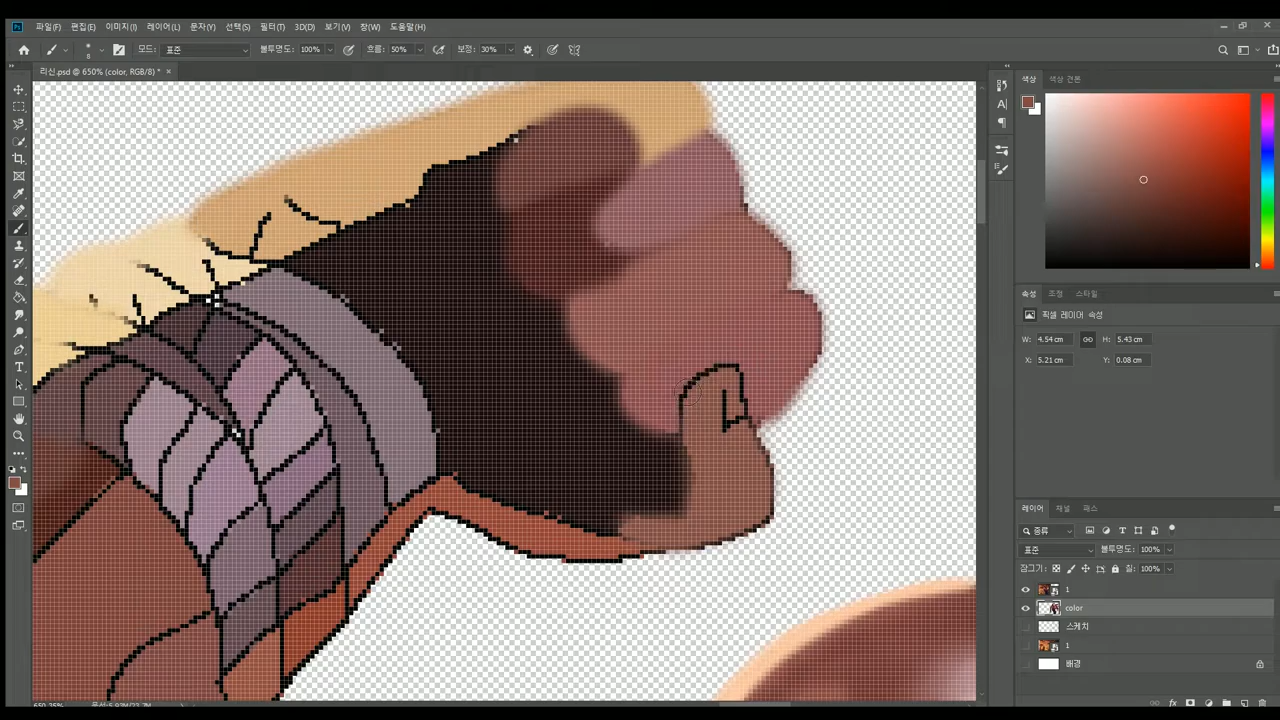 Ps 파일(F) 편집(E) 이미지(I) 레이어(L) 문자(Y) 선택(S) 필터(T) 3D(D) 보기(V) 창(W) 도움말(H)
8 모드: 표준 불투명도: 100% 흐름: 50% 보정: 30%
리신.psd @ 650% (color, RGB/8) * ×
색상 색상 견본
속성 조정 스타일
픽셀 레이어 속성
W: 4.54 cm H: 5.43 cm
X: 5.21 cm Y: 0.08 cm
레이어 채널 패스
종류
표준 불투명도: 100%
잠그기: 칠: 100%
1
color
스케치
1
배경
fx